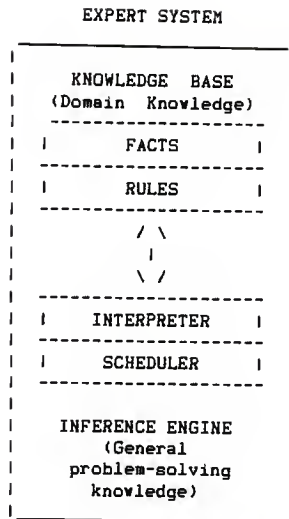 EXPERT SYSTEM
KNOWLEDGE BASE
(Domain Knowledge)
FACTS
RULES
INTERPRETER
SCHEDULER
INFERENCE ENGINE
(General
problem-solving
knowledge)